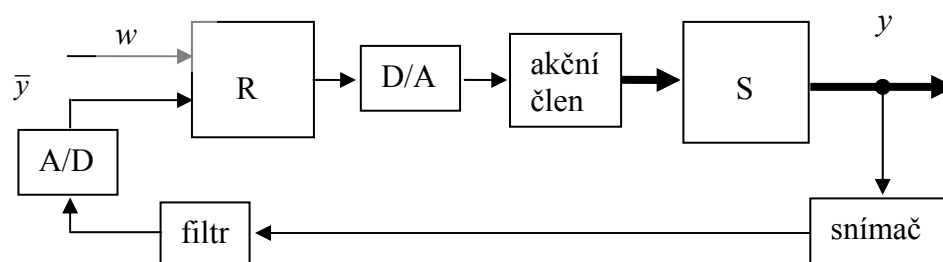 w
y
ȳ
R
D/A
akční
člen
S
A/D
filtr
snímač